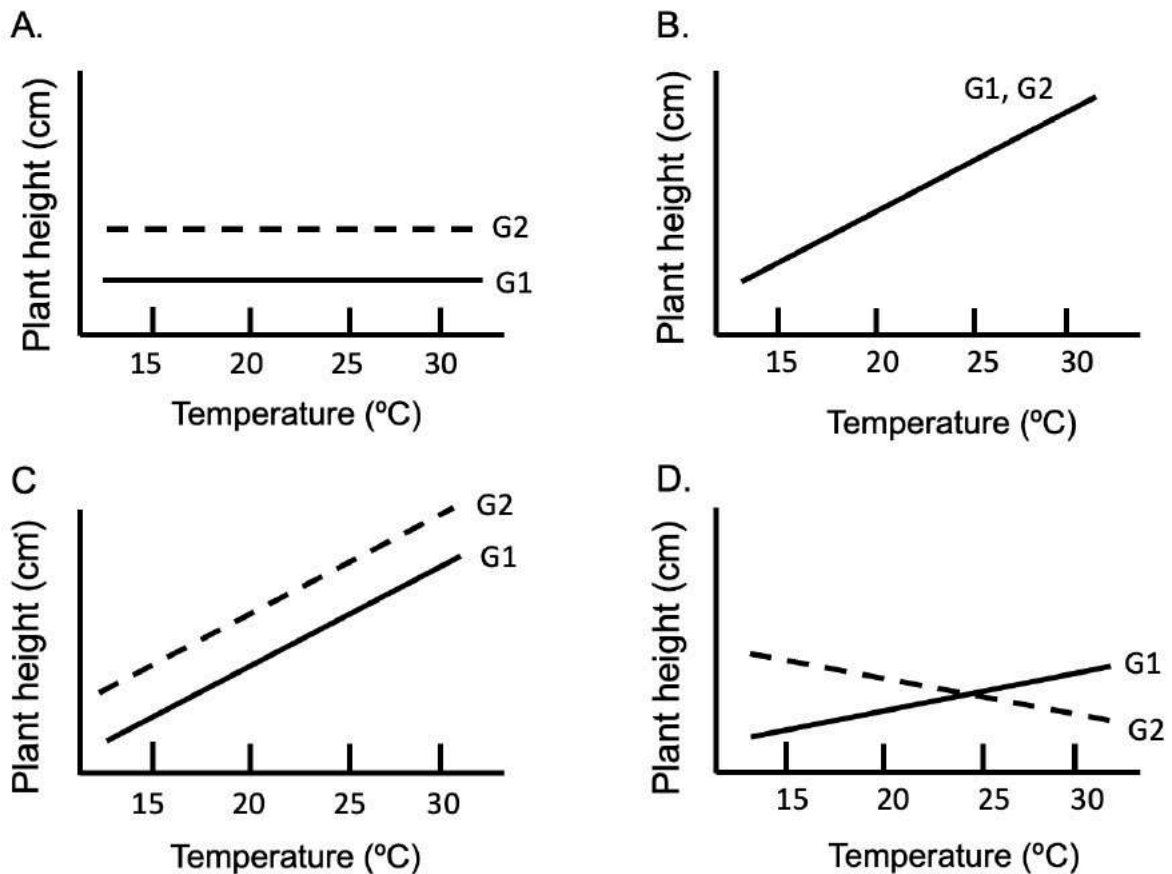 A.
Plant height (cm)
G2
G1
15 20 25 30
Temperature (ºC)
B.
Plant height (cm)
G1, G2
15 20 25 30
Temperature (ºC)
C
Plant height (cm)
G2
G1
15 20 25 30
Temperature (ºC)
D.
Plant height (cm)
G1
G2
15 20 25 30
Temperature (ºC)